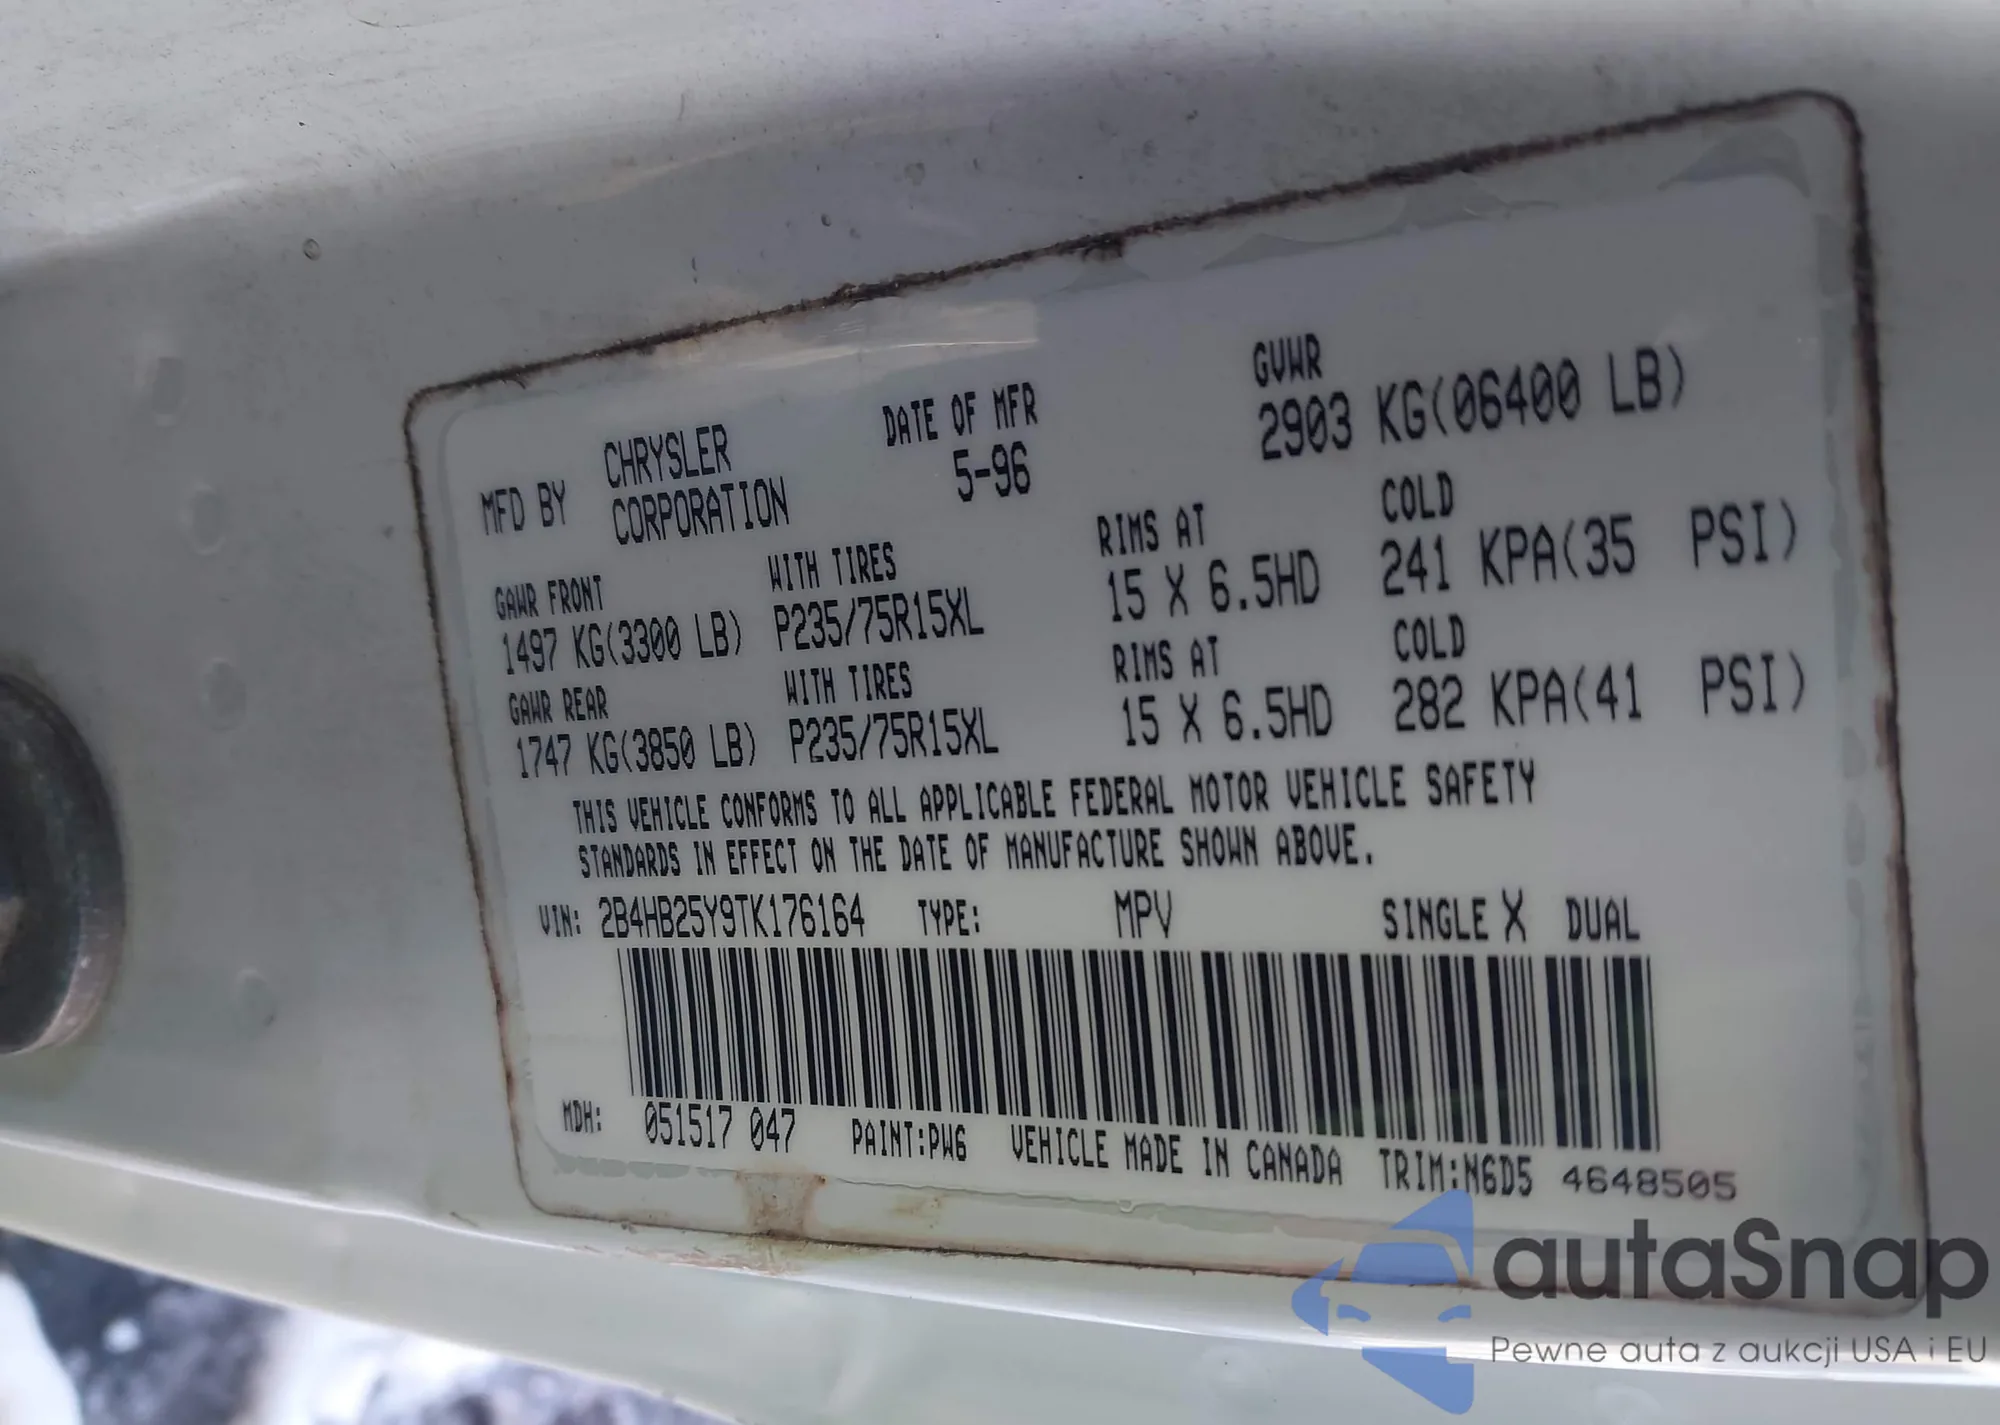 MFD BY CHRYSLER CORPORATION
DATE OF MFR 5-96
GVWR 2903 KG(06400 LB)
GAWR FRONT WITH TIRES RIMS AT COLD
1497 KG(3300 LB) P235/75R15XL 15 X 6.5HD 241 KPA(35 PSI)
GAWR REAR WITH TIRES RIMS AT COLD
1747 KG(3850 LB) P235/75R15XL 15 X 6.5HD 282 KPA(41 PSI)
THIS VEHICLE CONFORMS TO ALL APPLICABLE FEDERAL MOTOR VEHICLE SAFETY
STANDARDS IN EFFECT ON THE DATE OF MANUFACTURE SHOWN ABOVE.
VIN: 2B4HB25Y9TK176164 TYPE: MPV SINGLE X DUAL
MDH: 051517 047 PAINT:PW6 VEHICLE MADE IN CANADA TRIM:N6D5 4648505
autaSnap
Pewne auta z aukcji USA i EU